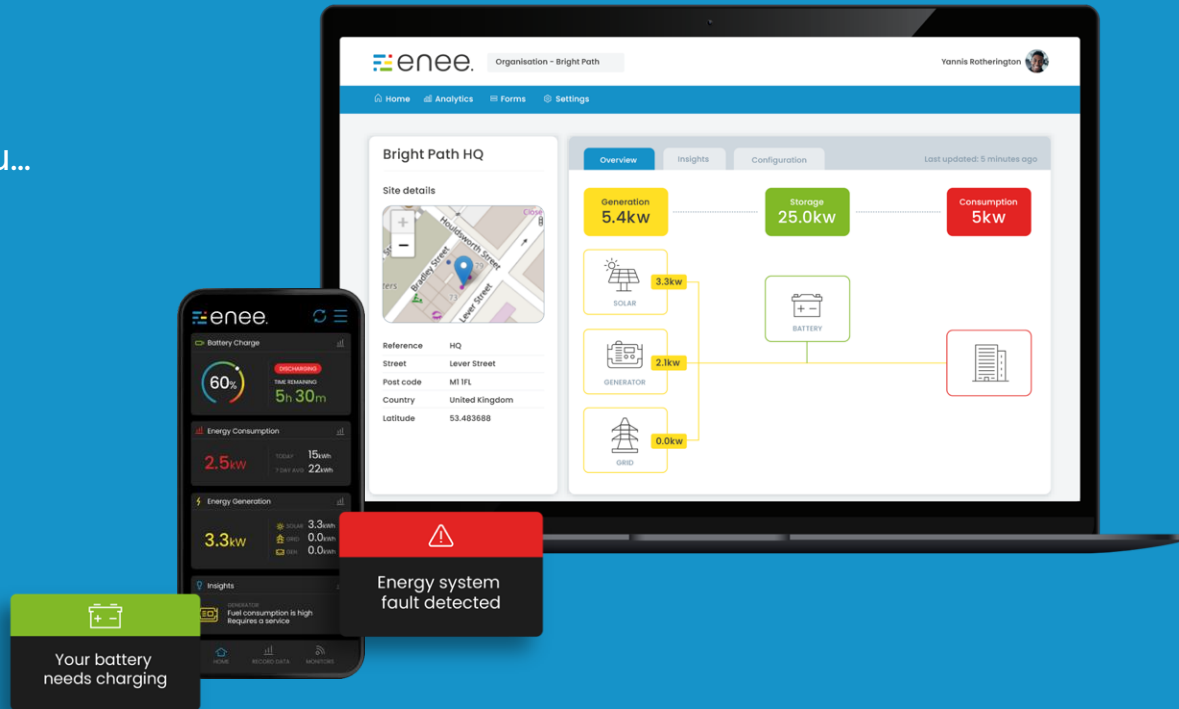 enee.
Organisation - Bright Path
Yannis Rotherington
Home Analytics Forms Settings
Bright Path HQ
Site details
+
−
Close
Houldsworth Street
Bradley Street
Lever Street
79
73
Reference HQ
Street Lever Street
Post code M1 1FL
Country United Kingdom
Latitude 53.483688
Overview Insights Configuration Last updated: 5 minutes ago
Generation
5.4kw
Storage
25.0kw
Consumption
5kw
SOLAR
3.3kw
GENERATOR
2.1kw
GRID
0.0kw
BATTERY
enee.
Battery Charge
60%
DISCHARGING
TIME REMAINING
5h 30m
Energy Consumption
2.5kw
TODAY 15kWh
7 DAY AVG 22kWh
Energy Generation
3.3kw
SOLAR 3.3kWh
GRID 0.0kWh
GEN 0.0kWh
Insights
GENERATOR
Fuel consumption is high
Requires a service
HOME RECORD DATA MONITORS
Energy system
fault detected
Your battery
needs charging